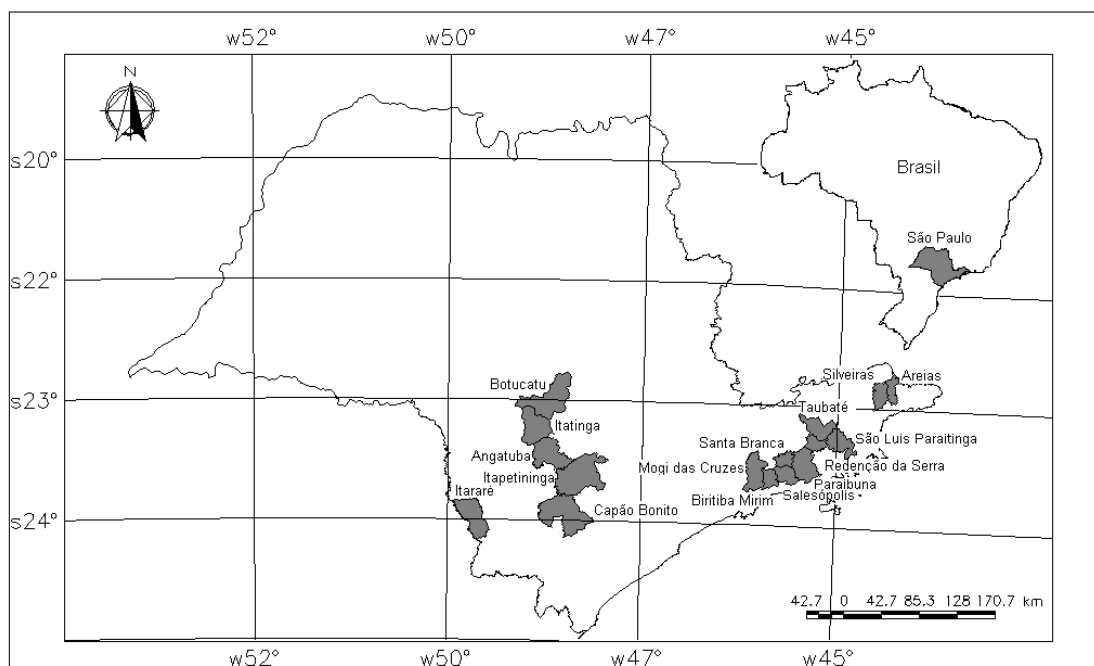 w52° w50° w47° w45°
N
s20°
Brasil
São Paulo
s22°
Silveiras Areias
Botucatu
s23°
Taubaté
Itatinga
Santa Branca São Luis Paraitinga
Angatuba
Mogi das Cruzes Redenção da Serra
Itapetininga
Paraibuna
Itararé
Biritiba Mirim Salesópolis
Capão Bonito
s24°
42.7 0 42.7 85.3 128 170.7 km
w52° w50° w47° w45°